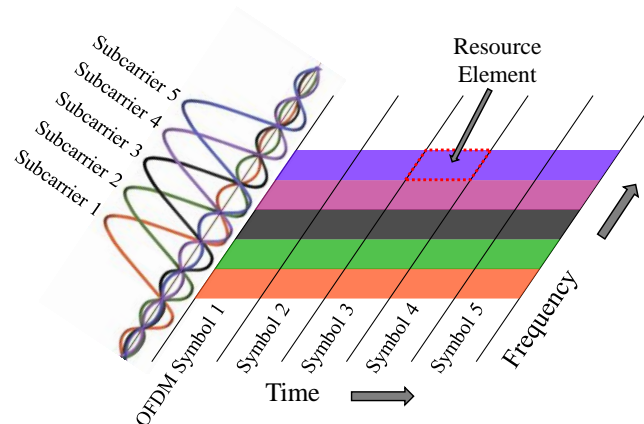 Subcarrier 5
Subcarrier 4
Subcarrier 3
Subcarrier 2
Subcarrier 1
Resource
Element
OFDM Symbol 1
Symbol 2
Symbol 3
Symbol 4
Symbol 5
Frequency
Time